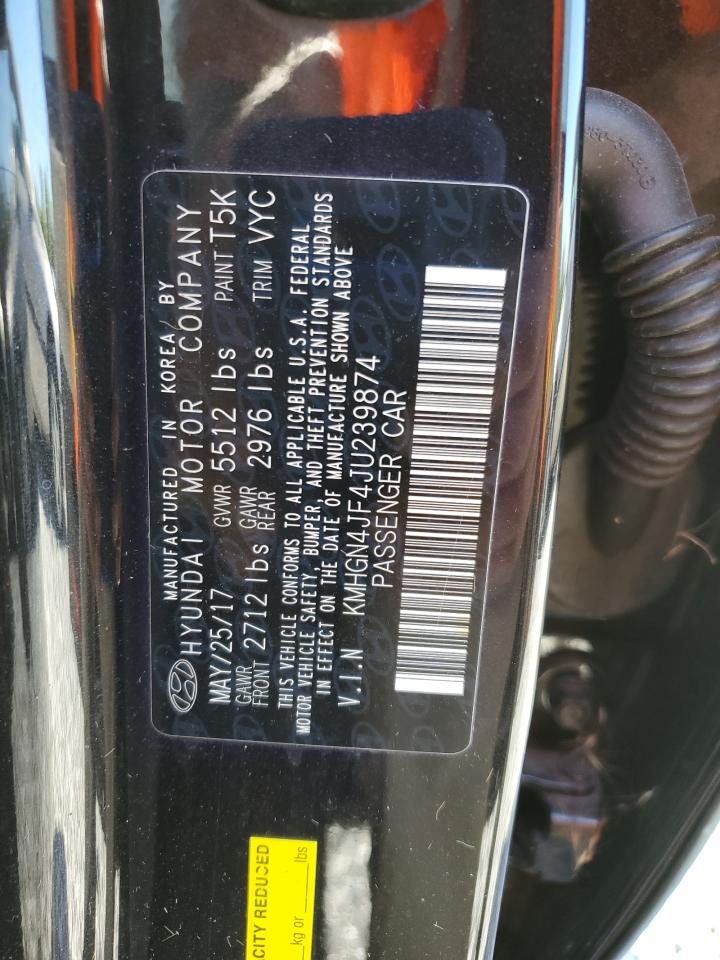 MANUFACTURED IN KOREA BY
HYUNDAI MOTOR COMPANY
MAY/25/17 GVWR 5512 lbs PAINT T5K
GAWR FRONT 2712 lbs GAWR REAR 2976 lbs TRIM VYC
THIS VEHICLE CONFORMS TO ALL APPLICABLE U.S.A. FEDERAL
MOTOR VEHICLE SAFETY, BUMPER, AND THEFT PREVENTION STANDARDS
IN EFFECT ON THE DATE OF MANUFACTURE SHOWN ABOVE
V.I.N KMHGN4JF4JU239874
PASSENGER CAR
CITY REDUCED
kg or ____ lbs